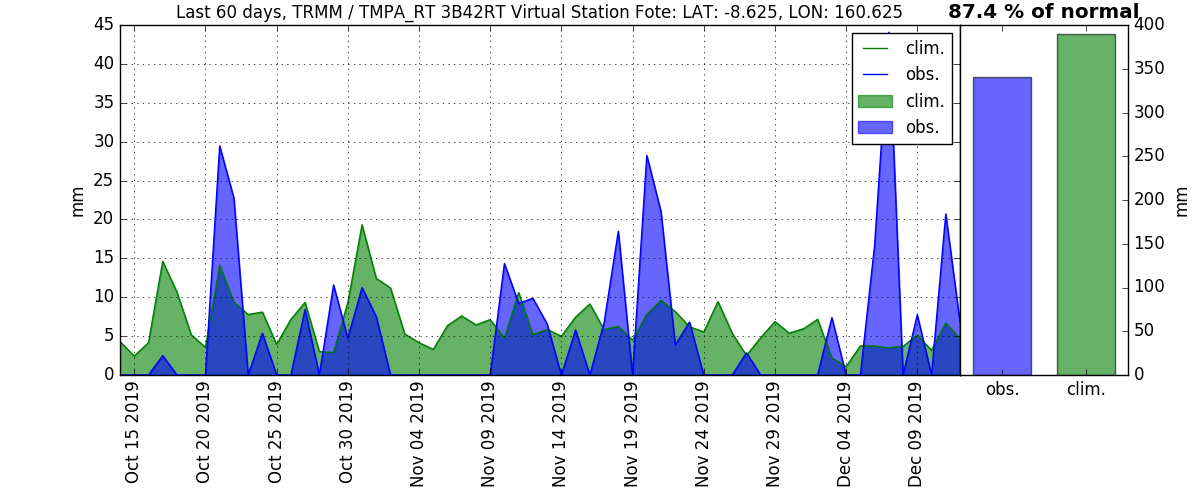 Last 60 days, TRMM / TMPA_RT 3B42RT Virtual Station Fote: LAT: -8.625, LON: 160.625
87.4 % of normal
45
40
35
30
25
20
15
10
5
0
mm
clim.
obs.
clim.
obs.
400
350
300
250
200
150
100
50
0
mm
obs.
clim.
Oct 15 2019
Oct 20 2019
Oct 25 2019
Oct 30 2019
Nov 04 2019
Nov 09 2019
Nov 14 2019
Nov 19 2019
Nov 24 2019
Nov 29 2019
Dec 04 2019
Dec 09 2019